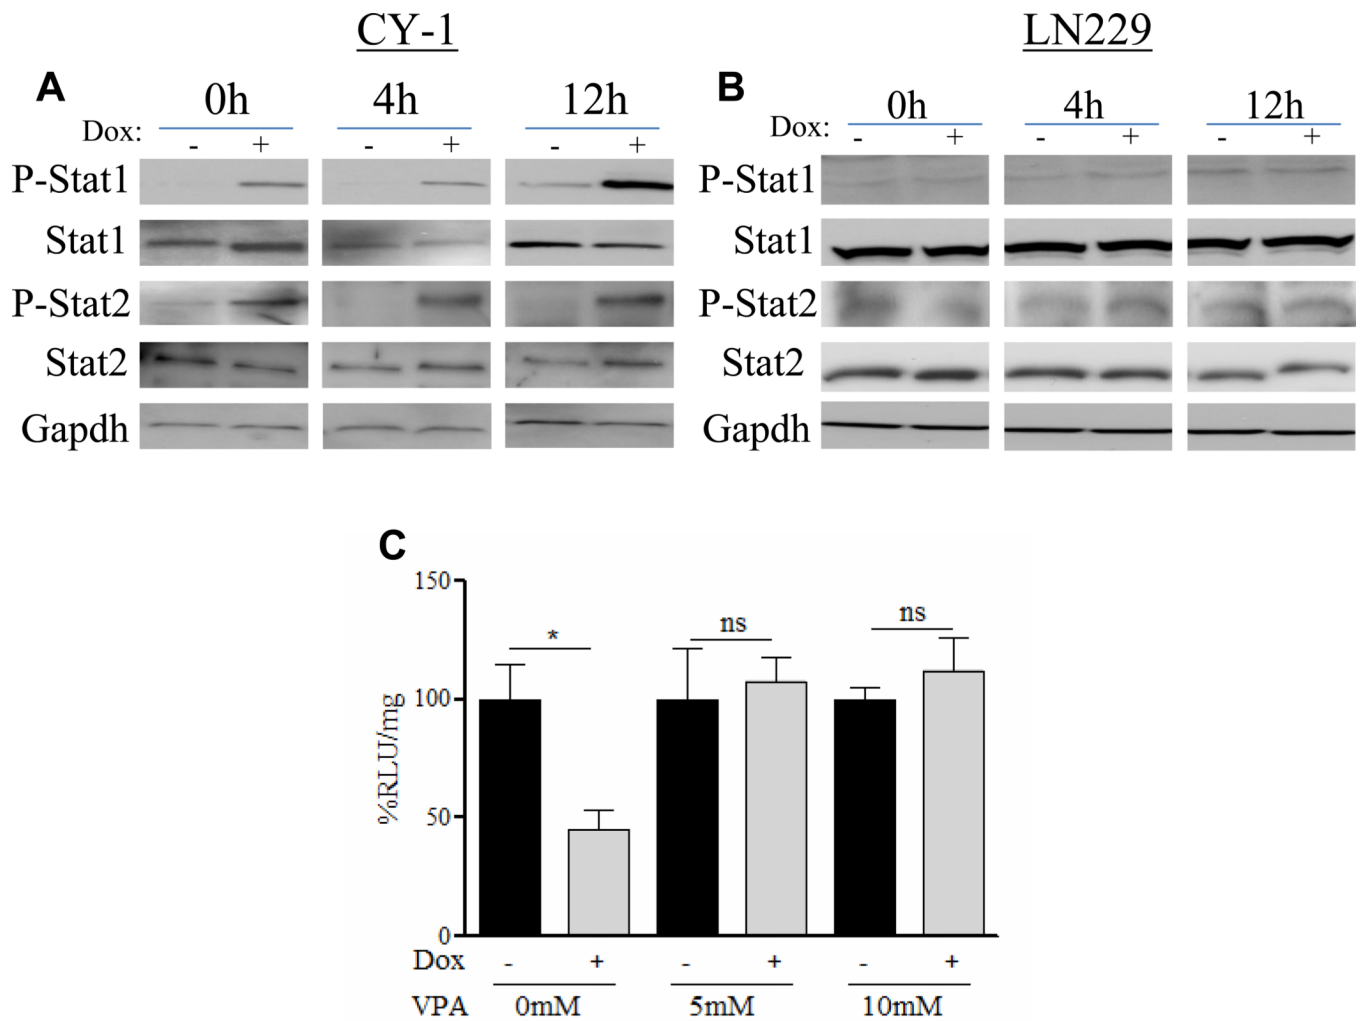 CY-1
LN229
A
0h 4h 12h
Dox: - + - + - +
P-Stat1
Stat1
P-Stat2
Stat2
Gapdh
B
0h 4h 12h
Dox: - + - + - +
P-Stat1
Stat1
P-Stat2
Stat2
Gapdh
C
150
100
50
0
%RLU/mg
* ns ns
Dox - + - + - +
VPA 0mM 5mM 10mM